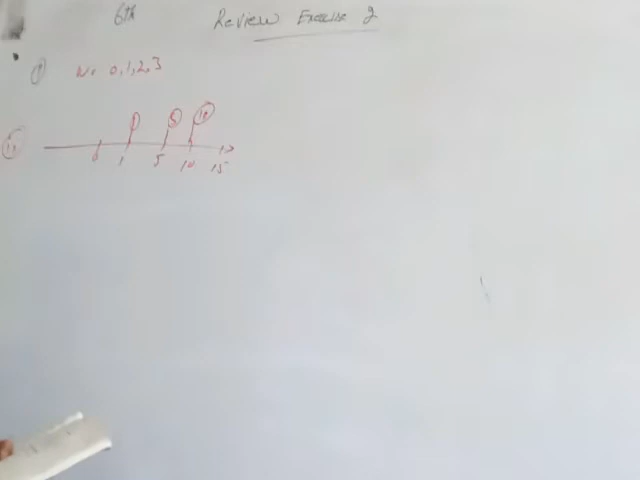 6th Review Exercise 2
(i) W = 0,1,2,3
(ii) 1 5 10
0 1 5 10 15